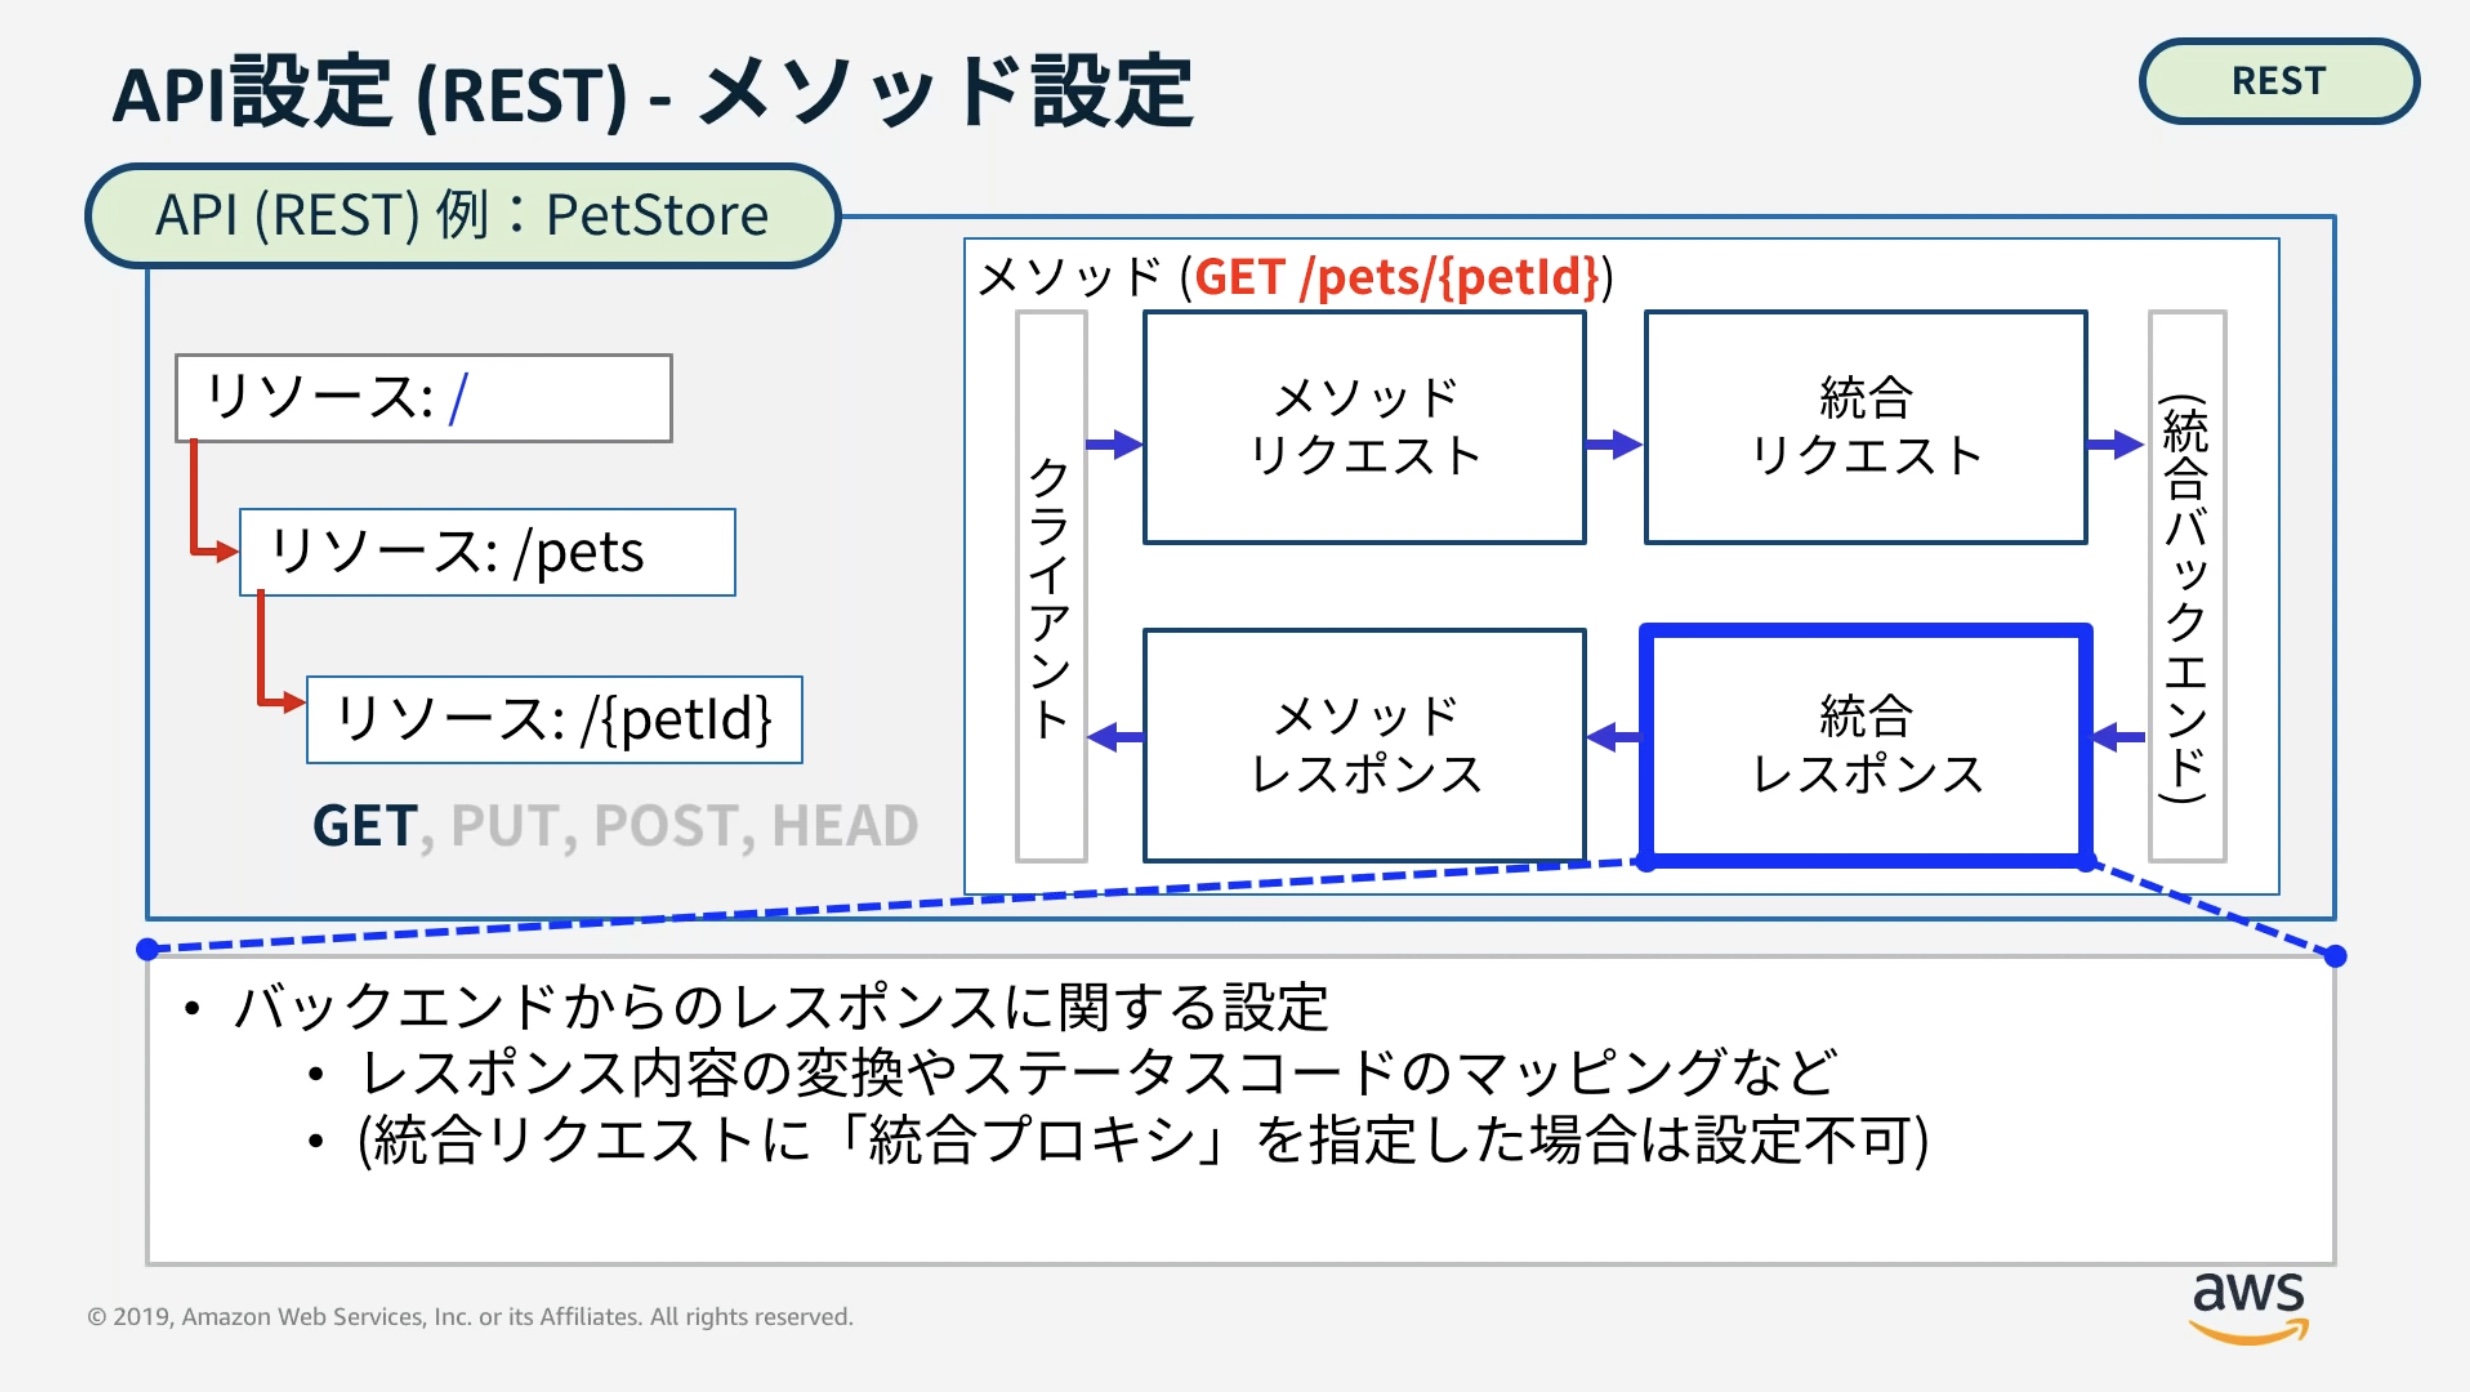 API設定 (REST) - メソッド設定
REST
API (REST) 例：PetStore
リソース: /
リソース: /pets
リソース: /{petId}
GET, PUT, POST, HEAD
メソッド (GET /pets/{petId})
クライアント
メソッド
リクエスト
統合
リクエスト
(統合バックエンド)
メソッド
レスポンス
統合
レスポンス
• バックエンドからのレスポンスに関する設定
• レスポンス内容の変換やステータスコードのマッピングなど
• (統合リクエストに「統合プロキシ」を指定した場合は設定不可)
© 2019, Amazon Web Services, Inc. or its Affiliates. All rights reserved.
aws